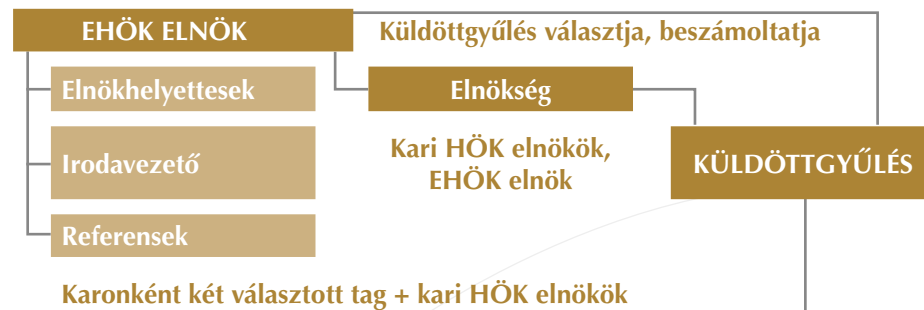 EHÖK ELNÖK
Küldöttgyűlés választja, beszámoltatja
Elnökhelyettesek
Elnökség
Irodavezető
Kari HÖK elnökök,
EHÖK elnök
KÜLDÖTTGYŰLÉS
Referensek
Karonként két választott tag + kari HÖK elnökök